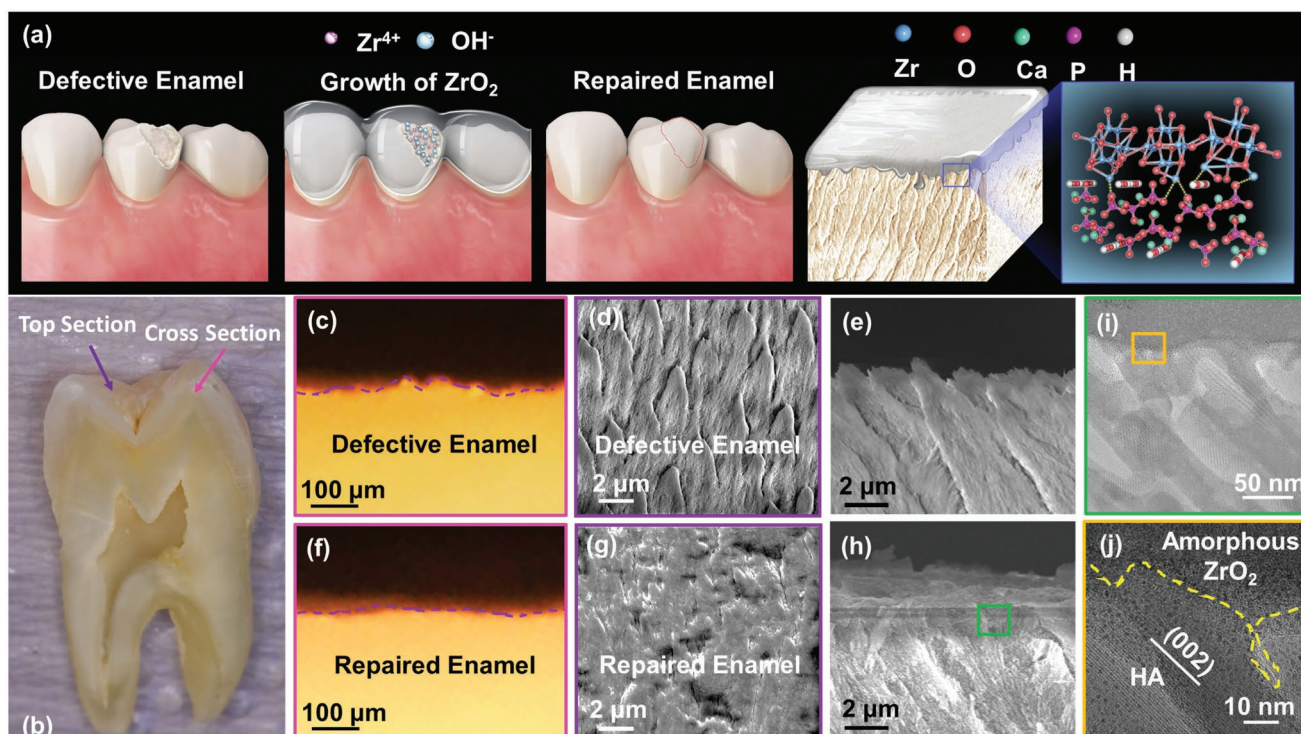 (a)
Zr⁴⁺ OH⁻
Defective Enamel
Growth of ZrO₂
Repaired Enamel
Zr O Ca P H
Top Section
Cross Section
(b)
(c)
Defective Enamel
100 µm
(d)
Defective Enamel
2 µm
(e)
2 µm
(i)
50 nm
(f)
Repaired Enamel
100 µm
(g)
Repaired Enamel
2 µm
(h)
2 µm
(j)
Amorphous
ZrO₂
(002)
HA
10 nm